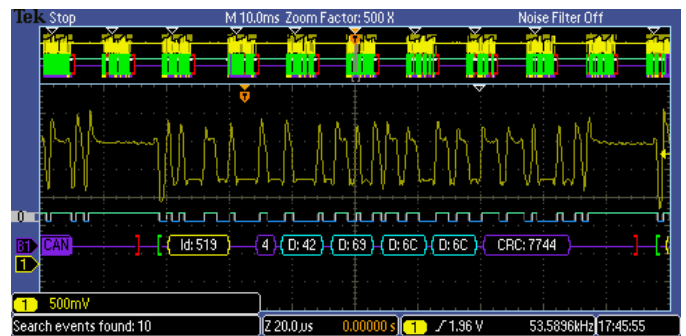 Tek Stop M 10.0ms Zoom Factor: 500 X Noise Filter Off
T
T
0
B1 CAN ] [ Id: 519 4 D: 42 D: 69 D: 6C D: 6C CRC: 7744 ] [
1
1 500mV
Search events found: 10 Z 20.0µs 0.00000 s 1 1.96 V 53.5896kHz 17:45:55